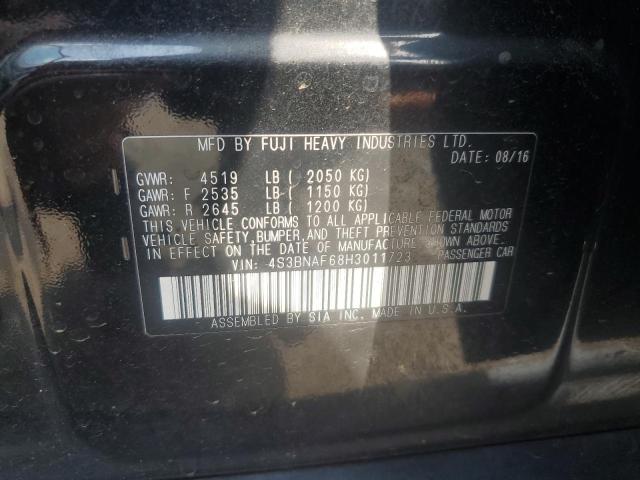 MFD BY FUJI HEAVY INDUSTRIES LTD.
DATE: 08/16
GVWR: 4519 LB ( 2050 KG)
GAWR: F 2535 LB ( 1150 KG)
GAWR: R 2645 LB ( 1200 KG)
THIS VEHICLE CONFORMS TO ALL APPLICABLE FEDERAL MOTOR
VEHICLE SAFETY, BUMPER, AND THEFT PREVENTION STANDARDS
IN EFFECT ON THE DATE OF MANUFACTURE SHOWN ABOVE.
VIN: 4S3BNAF68H3011723 PASSENGER CAR
ASSEMBLED BY SIA INC. MADE IN U.S.A.